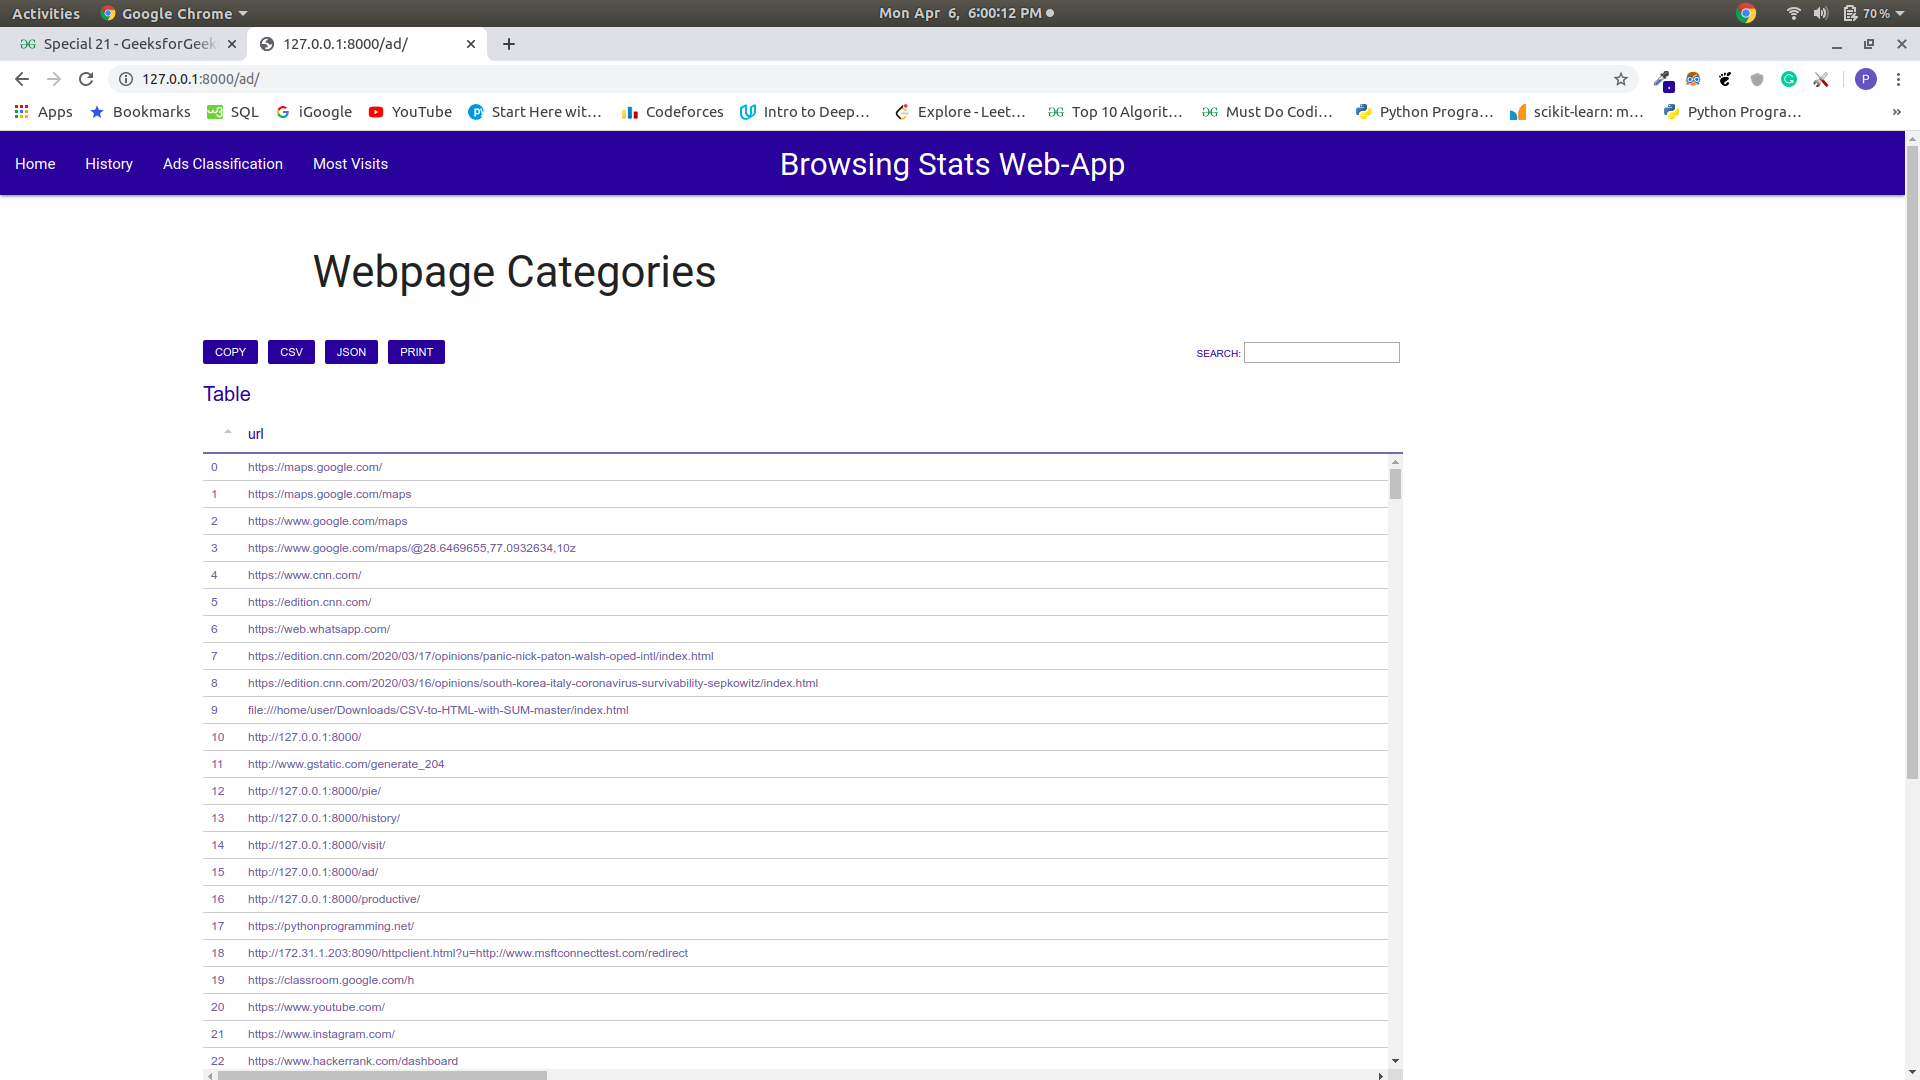 Activities Google Chrome Mon Apr 6, 6:00:12 PM 70 %
Special 21 - GeeksforGeek 127.0.0.1:8000/ad/
127.0.0.1:8000/ad/
Apps Bookmarks SQL iGoogle YouTube Start Here wit... Codeforces Intro to Deep... Explore - Leet... Top 10 Algorit... Must Do Codi... Python Progra... scikit-learn: m... Python Progra... »
Home History Ads Classification Most Visits Browsing Stats Web-App
Webpage Categories
COPY CSV JSON PRINT SEARCH:
Table
url
0 https://maps.google.com/
1 https://maps.google.com/maps
2 https://www.google.com/maps
3 https://www.google.com/maps/@28.6469655,77.0932634,10z
4 https://www.cnn.com/
5 https://edition.cnn.com/
6 https://web.whatsapp.com/
7 https://edition.cnn.com/2020/03/17/opinions/panic-nick-paton-walsh-oped-intl/index.html
8 https://edition.cnn.com/2020/03/16/opinions/south-korea-italy-coronavirus-survivability-sepkowitz/index.html
9 file:///home/user/Downloads/CSV-to-HTML-with-SUM-master/index.html
10 http://127.0.0.1:8000/
11 http://www.gstatic.com/generate_204
12 http://127.0.0.1:8000/pie/
13 http://127.0.0.1:8000/history/
14 http://127.0.0.1:8000/visit/
15 http://127.0.0.1:8000/ad/
16 http://127.0.0.1:8000/productive/
17 https://pythonprogramming.net/
18 http://172.31.1.203:8090/httpclient.html?u=http://www.msftconnecttest.com/redirect
19 https://classroom.google.com/h
20 https://www.youtube.com/
21 https://www.instagram.com/
22 https://www.hackerrank.com/dashboard